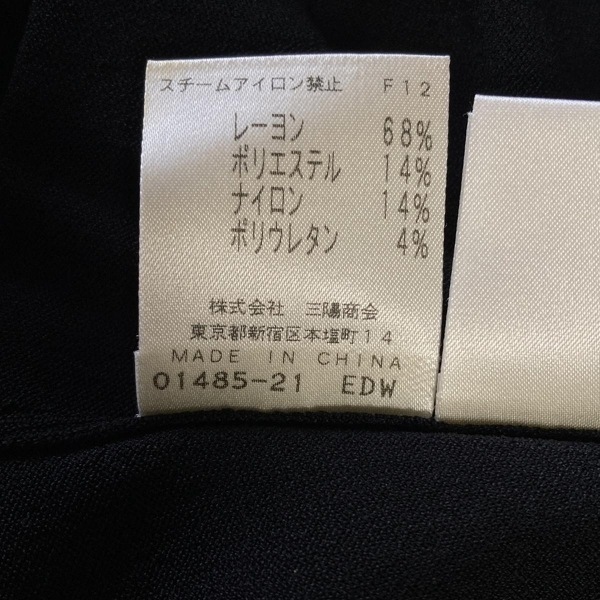 スチームアイロン禁止 F12
レーヨン 68%
ポリエステル 14%
ナイロン 14%
ポリウレタン 4%
株式会社 三陽商会
東京都新宿区本塩町14
MADE IN CHINA
01485-21 EDW